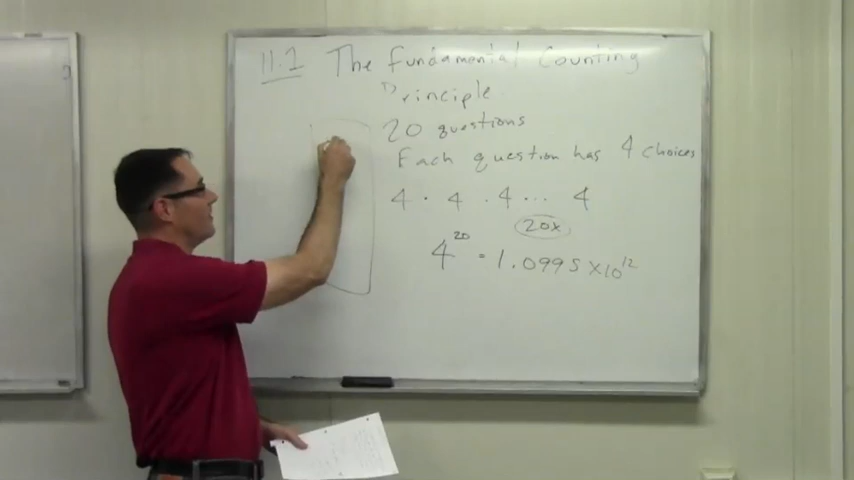 11.1 The Fundamental Counting
Principle
20 questions
Each question has 4 choices
4 · 4 · 4 ... 4
20x
4^20 = 1.0995 x 10^12